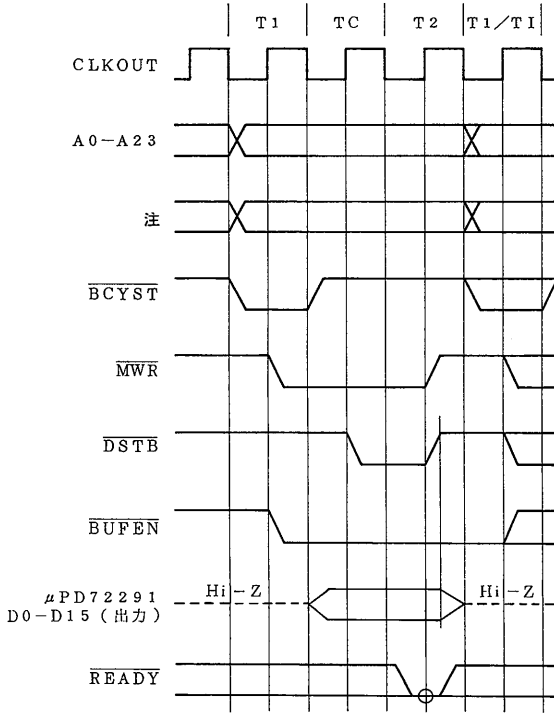 T1 TC T2 T1/TI
CLKOUT
A0-A23
注
BCYST
MWR
DSTB
BUFEN
Hi-Z Hi-Z
μPD72291
D0-D15(出力)
READY